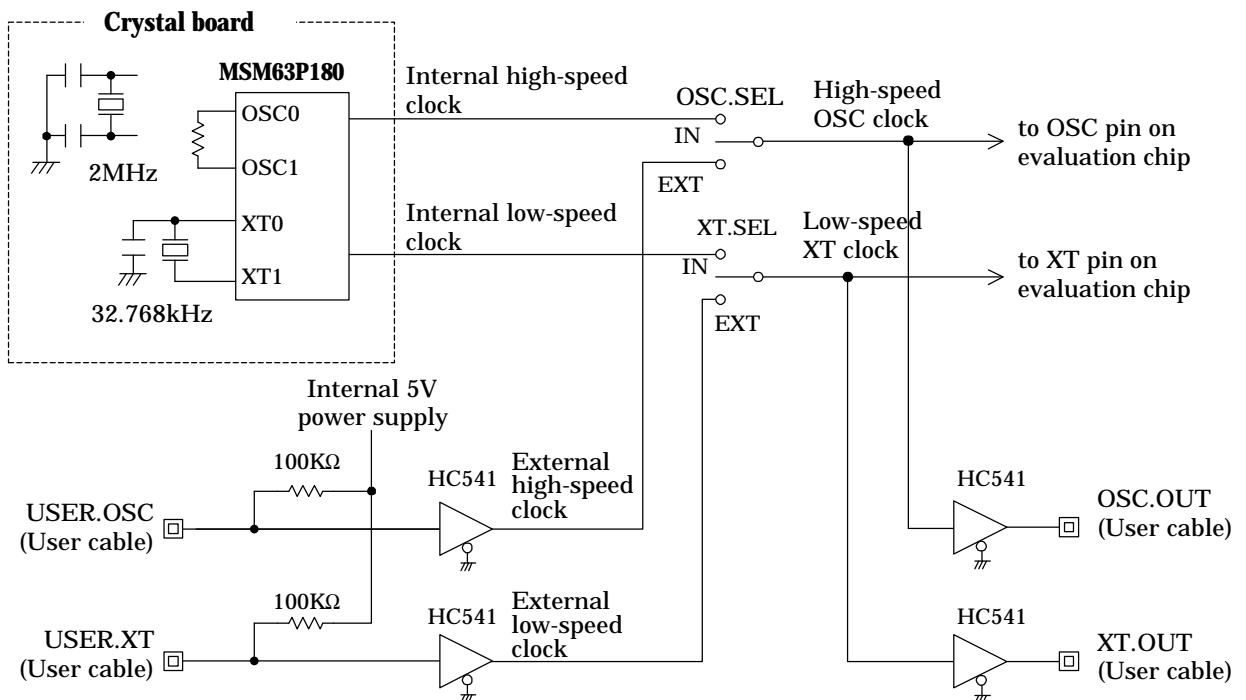 Crystal board
MSM63P180
OSC0
OSC1
2MHz
XT0
XT1
32.768kHz
Internal high-speed
clock
Internal low-speed
clock
OSC.SEL
IN
EXT
High-speed
OSC clock
to OSC pin on
evaluation chip
XT.SEL
IN
EXT
Low-speed
XT clock
to XT pin on
evaluation chip
Internal 5V
power supply
100KΩ
USER.OSC
(User cable)
HC541
External
high-speed
clock
HC541
OSC.OUT
(User cable)
100KΩ
USER.XT
(User cable)
HC541
External
low-speed
clock
HC541
XT.OUT
(User cable)